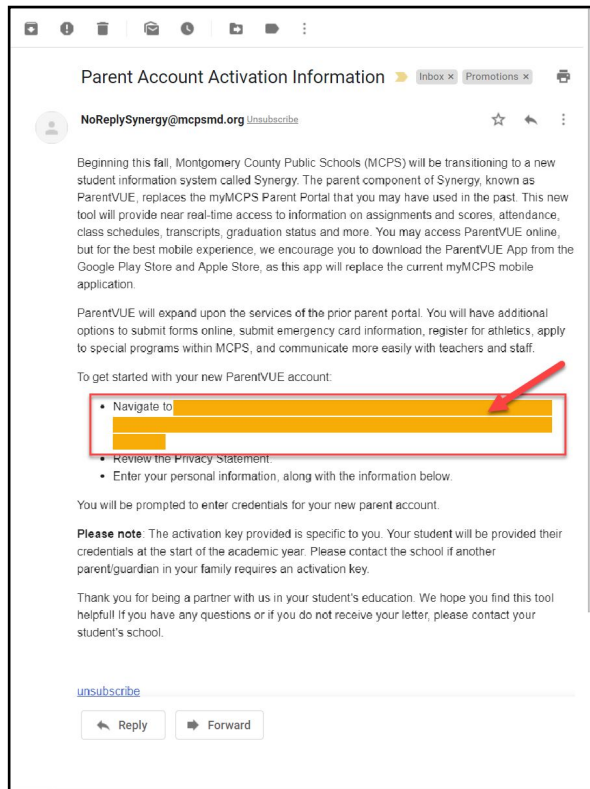 Parent Account Activation Information Inbox × Promotions ×
NoReplySynergy@mcpsmd.org Unsubscribe
Beginning this fall, Montgomery County Public Schools (MCPS) will be transitioning to a new
student information system called Synergy. The parent component of Synergy, known as
ParentVUE, replaces the myMCPS Parent Portal that you may have used in the past. This new
tool will provide near real-time access to information on assignments and scores, attendance,
class schedules, transcripts, graduation status and more. You may access ParentVUE online,
but for the best mobile experience, we encourage you to download the ParentVUE App from the
Google Play Store and Apple Store, as this app will replace the current myMCPS mobile
application.
ParentVUE will expand upon the services of the prior parent portal. You will have additional
options to submit forms online, submit emergency card information, register for athletics, apply
to special programs within MCPS, and communicate more easily with teachers and staff.
To get started with your new ParentVUE account:
• Navigate to
• Review the Privacy Statement.
• Enter your personal information, along with the information below.
You will be prompted to enter credentials for your new parent account.
Please note: The activation key provided is specific to you. Your student will be provided their
credentials at the start of the academic year. Please contact the school if another
parent/guardian in your family requires an activation key.
Thank you for being a partner with us in your student's education. We hope you find this tool
helpful! If you have any questions or if you do not receive your letter, please contact your
student's school.
unsubscribe
Reply Forward